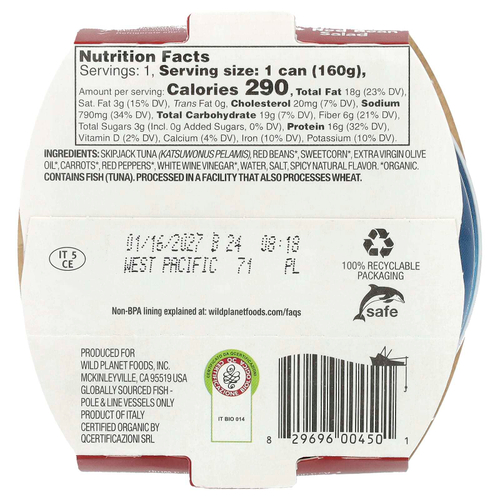 Red Bean
Salad
Nutrition Facts
Servings: 1, Serving size: 1 can (160g),
Amount per serving: Calories 290, Total Fat 18g (23% DV),
Sat. Fat 3g (15% DV), Trans Fat 0g, Cholesterol 20mg (7% DV), Sodium
790mg (34% DV), Total Carbohydrate 19g (7% DV), Fiber 6g (21% DV),
Total Sugars 3g (Incl. 0g Added Sugars, 0% DV), Protein 16g (32% DV),
Vitamin D (2% DV), Calcium (4% DV), Iron (10% DV), Potassium (10% DV).
INGREDIENTS: SKIPJACK TUNA (KATSUWONUS PELAMIS), RED BEANS*, SWEETCORN*, EXTRA VIRGIN OLIVE
OIL*, CARROTS*, RED PEPPERS*, WHITE WINE VINEGAR*, WATER, SALT, SPICY NATURAL FLAVOR. *ORGANIC.
CONTAINS FISH (TUNA). PROCESSED IN A FACILITY THAT ALSO PROCESSES WHEAT.
IT 5
CE
01/16/2027 B 24 08:18
WEST PACIFIC 71 PL
100% RECYCLABLE
PACKAGING
safe
Non-BPA lining explained at: wildplanetfoods.com/faqs
PRODUCED FOR
WILD PLANET FOODS, INC.
MCKINLEYVILLE, CA 95519 USA
GLOBALLY SOURCED FISH -
POLE & LINE VESSELS ONLY
PRODUCT OF ITALY
CERTIFIED ORGANIC BY
QCERTIFICAZIONI SRL
IT BIO 014
8 29696 00450 1